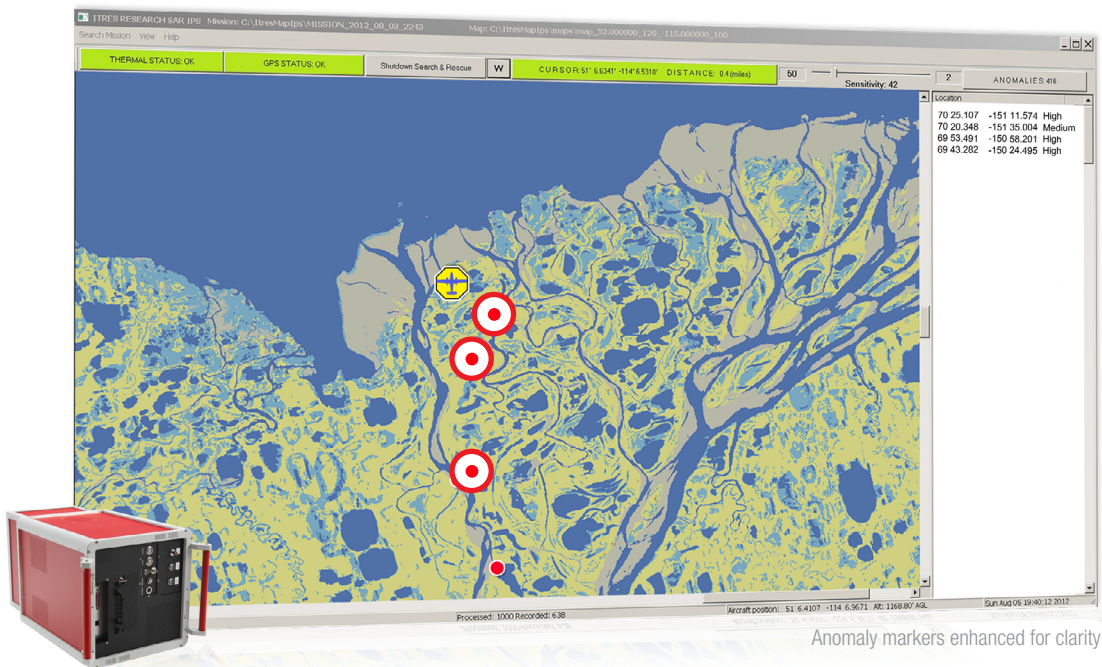 ITRES RESEARCH SAR IPS Mission: C:\ItresMapIps\MISSION_2012_08_03_2243 Map: C:\ItresMapIps\maps\map_52.000000_120_-115.000000_100
Search Mission View Help
THERMAL STATUS: OK GPS STATUS: OK Shutdown Search & Rescue W CURSOR: 51° 6.6341' -114° 6.5310' DISTANCE: 0.4 (miles) 50 Sensitivity: 42 2 ANOMALIES: 416
Location
70 25.107 -151 11.574 High
70 20.348 -151 35.004 Medium
69 53.491 -150 58.201 High
69 43.282 -150 24.495 High
Processed: 1000 Recorded: 638 Aircraft position: 51 6.4107 -114 6.9671 Alt: 1168.80' AGL Sun Aug 05 19:40:12 2012
Anomaly markers enhanced for clarity